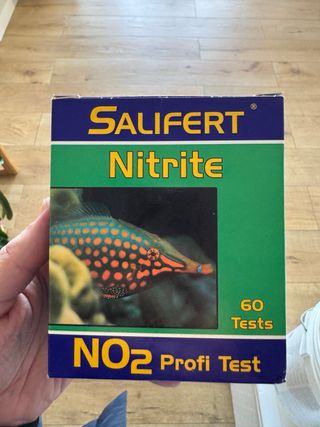 SALIFERT®
Nitrite
60
Tests
NO2 Profi Test